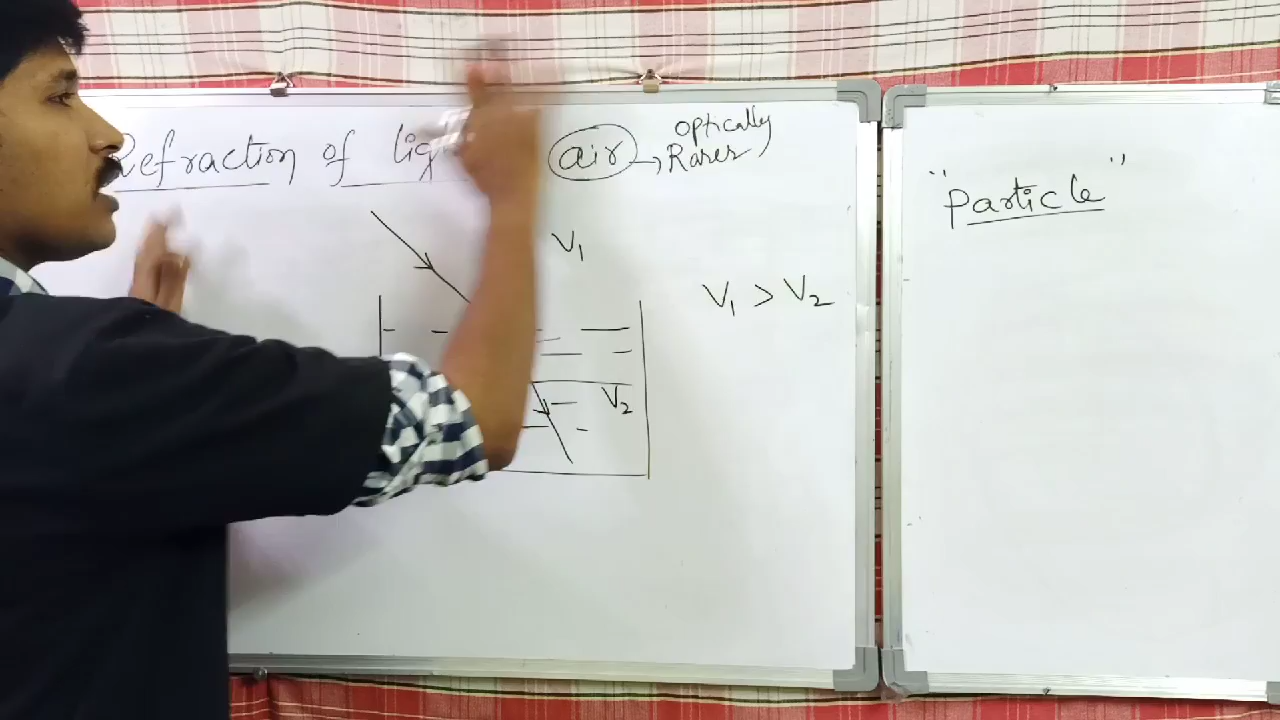 Refraction of lig
air → optically
Rarer
V1
V1 > V2
V2
"Particle"